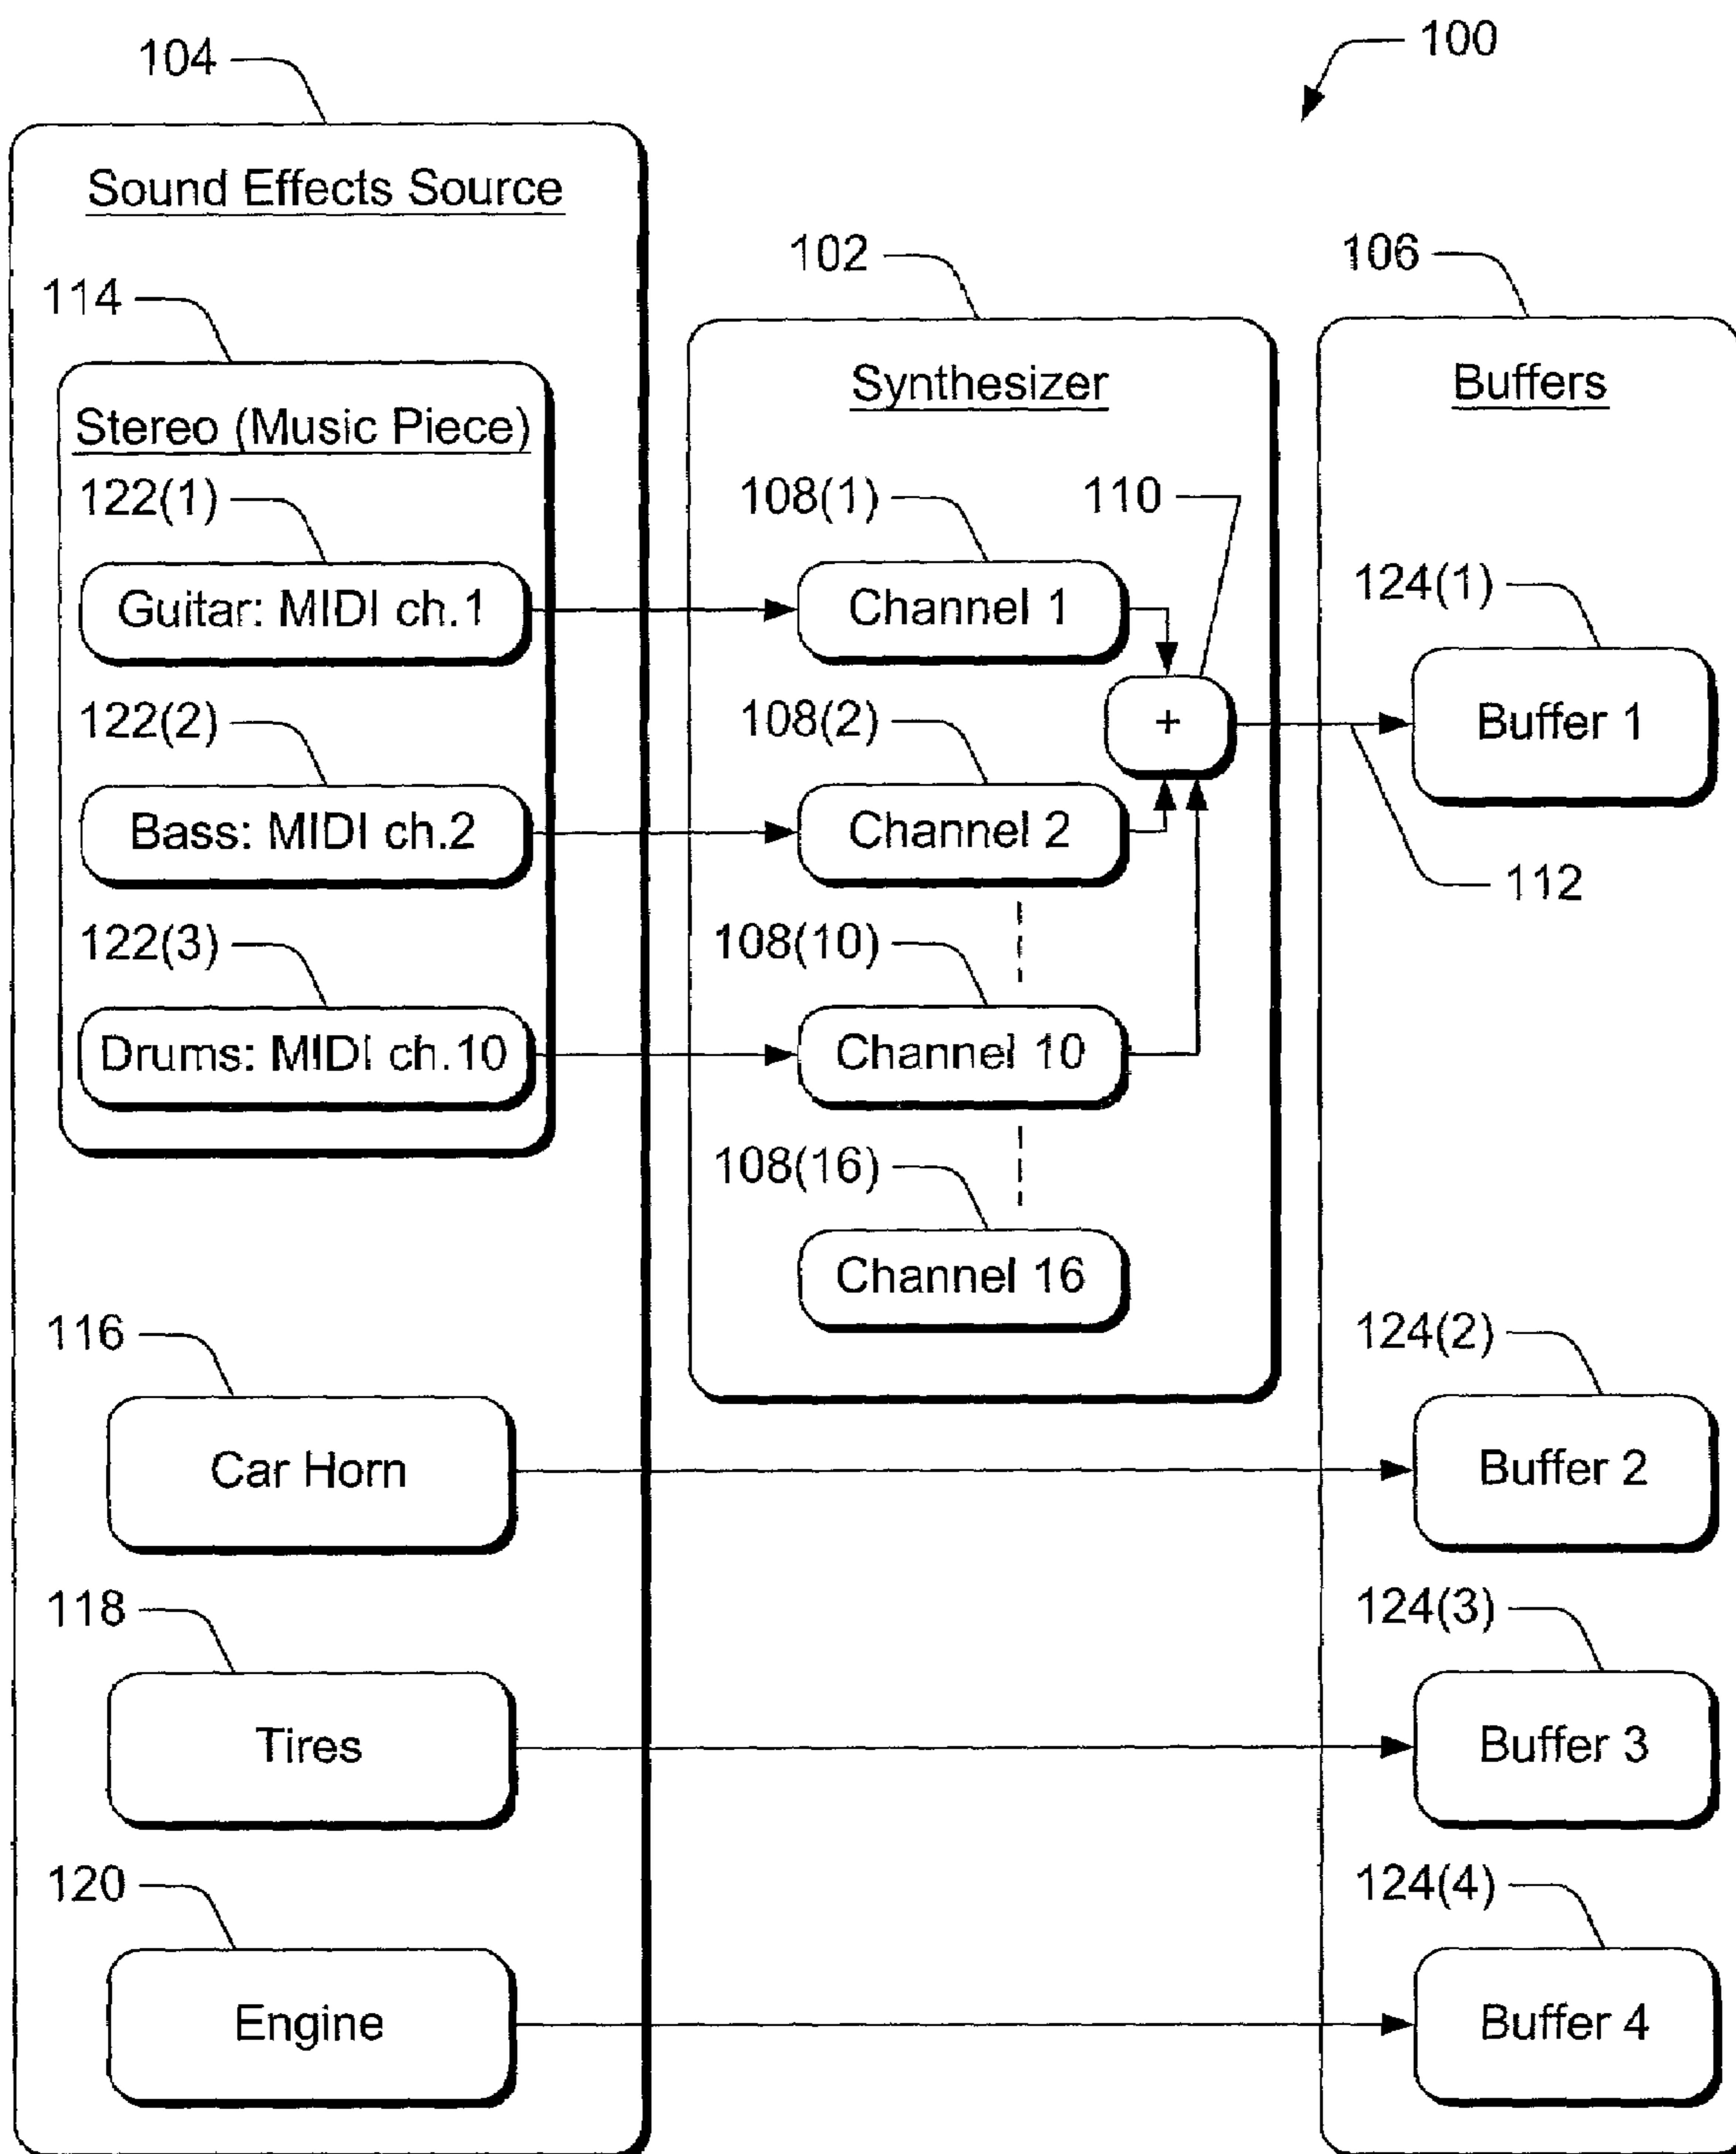 100
104
Sound Effects Source
102
106
114
Synthesizer
Buffers
Stereo (Music Piece)
122(1)
108(1)
110
Guitar: MIDI ch.1
Channel 1
124(1)
122(2)
108(2)
+
Buffer 1
Bass: MIDI ch.2
Channel 2
112
122(3)
108(10)
Drums: MIDI ch.10
Channel 10
108(16)
Channel 16
116
124(2)
Car Horn
Buffer 2
118
124(3)
Tires
Buffer 3
120
124(4)
Engine
Buffer 4